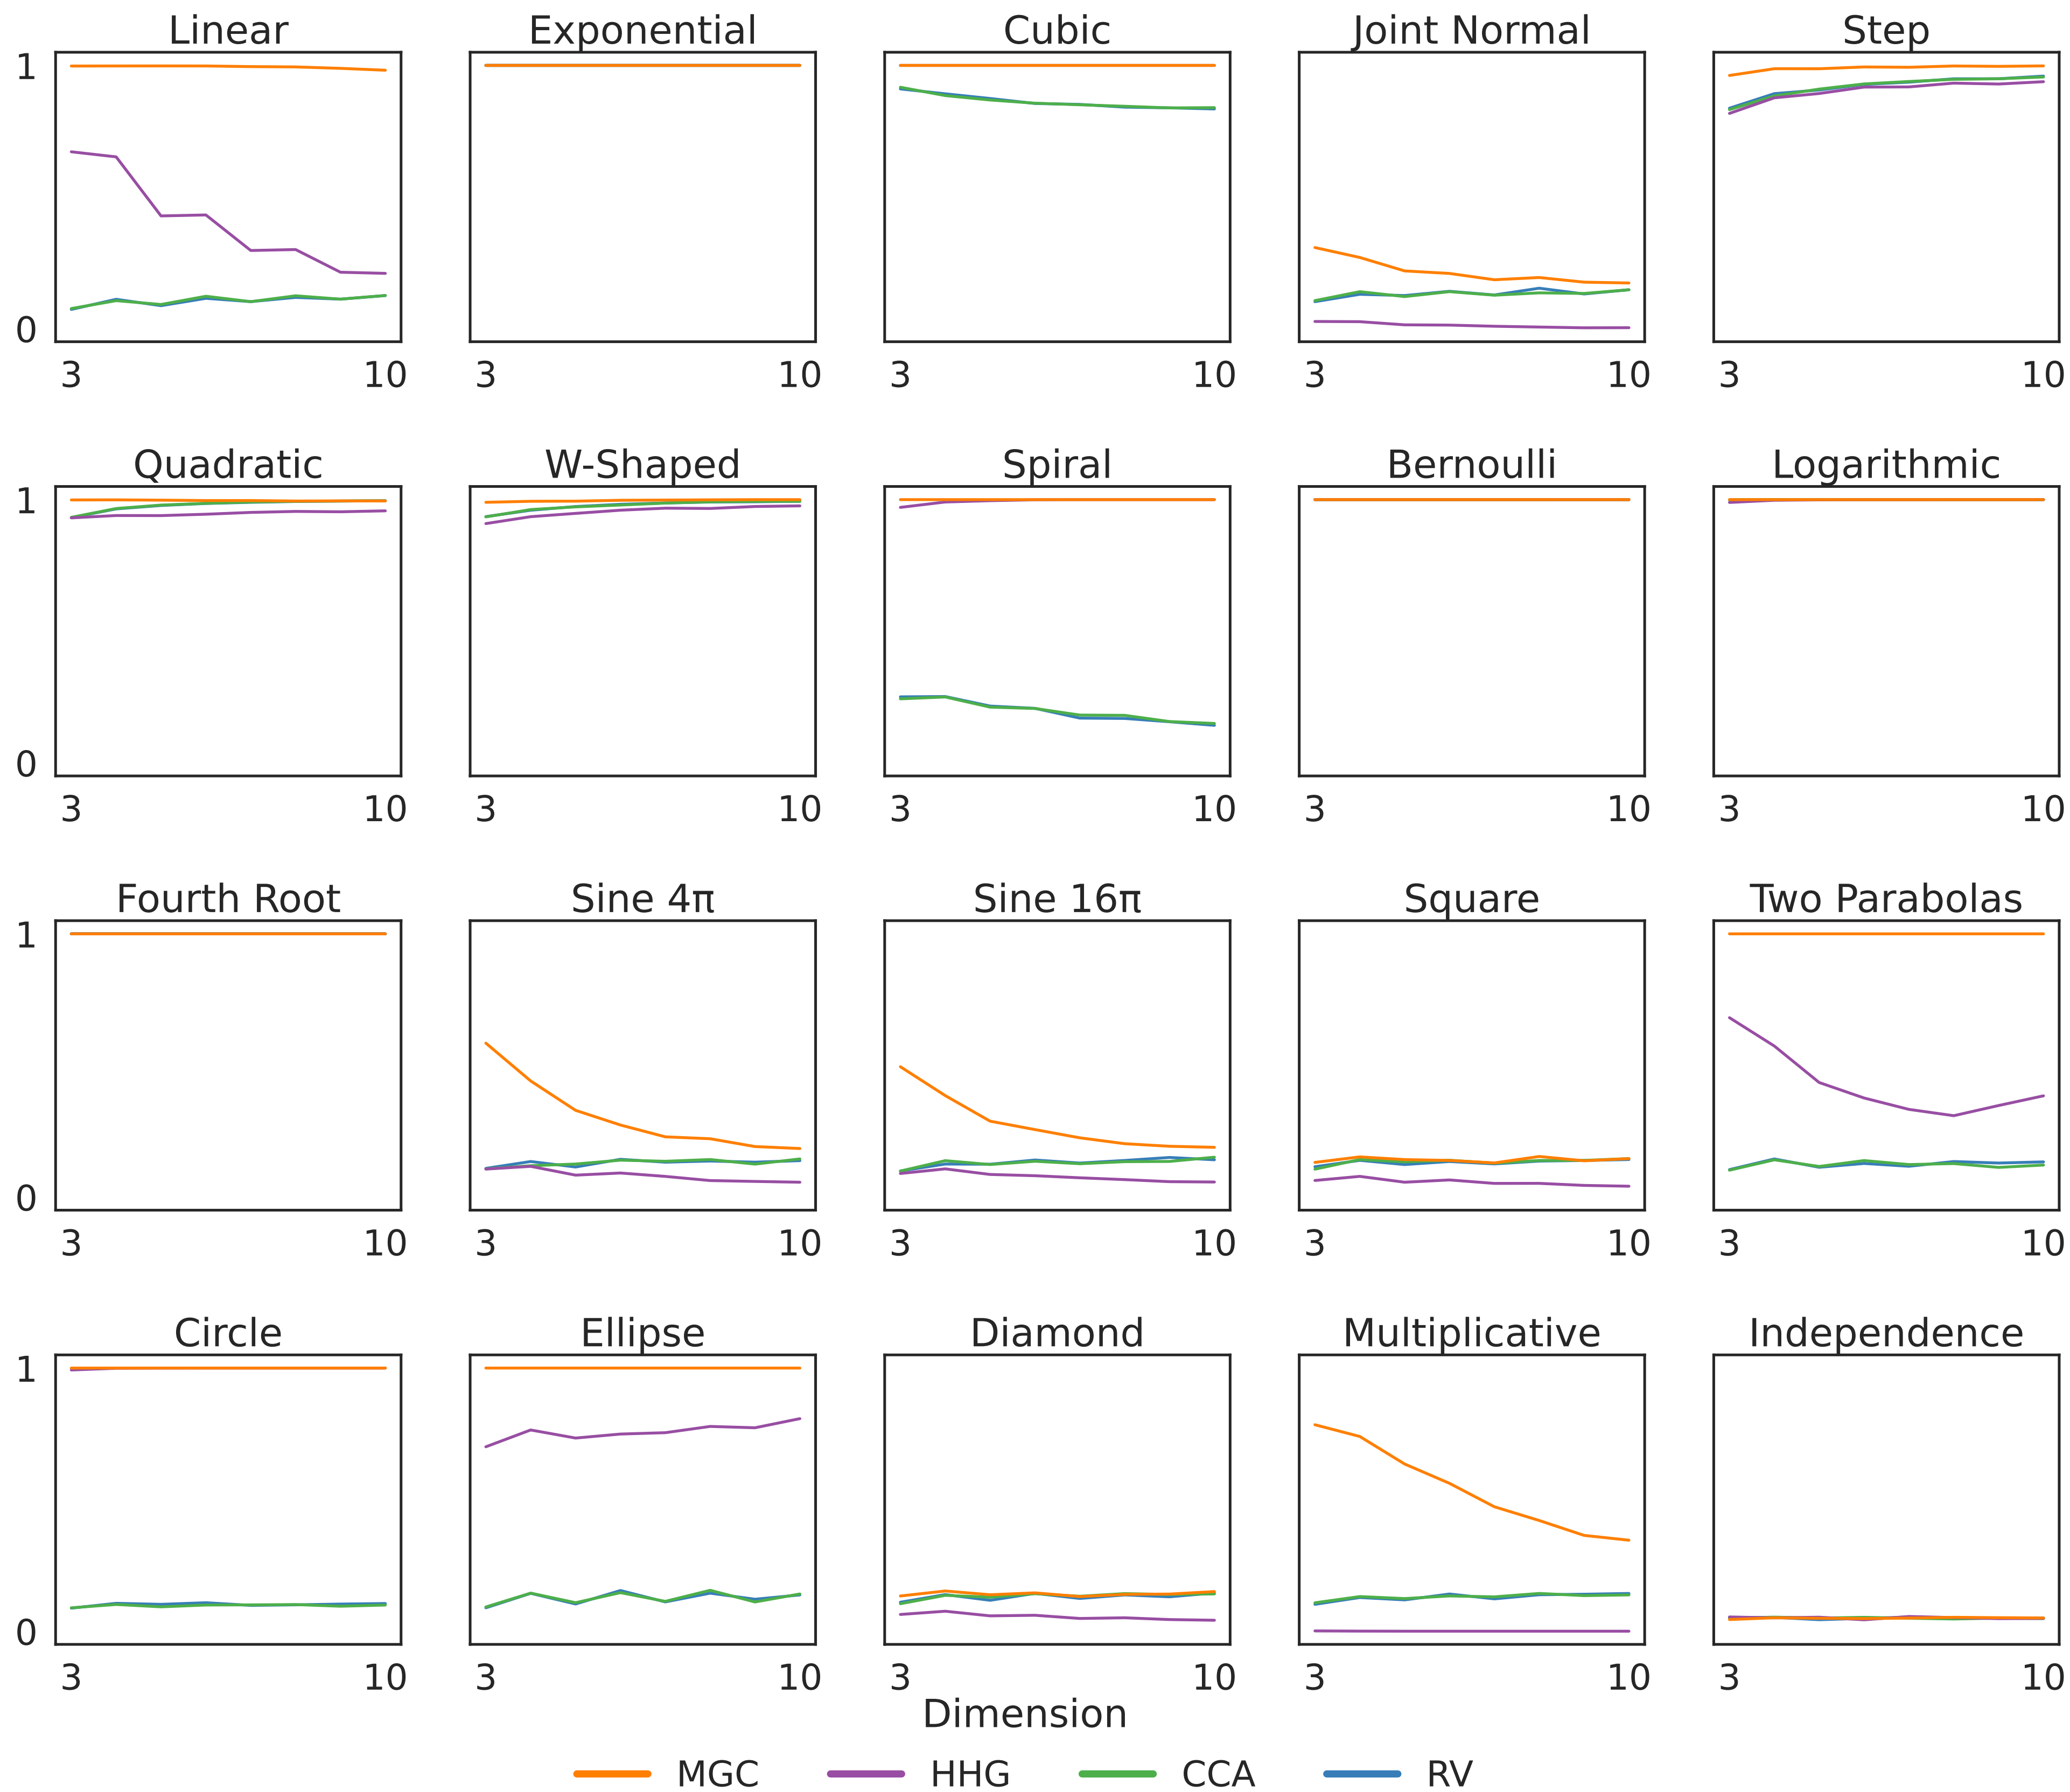 Linear Exponential Cubic Joint Normal Step
1
0
3 10 3 10 3 10 3 10 3 10
Quadratic W-Shaped Spiral Bernoulli Logarithmic
1
0
3 10 3 10 3 10 3 10 3 10
Fourth Root Sine 4π Sine 16π Square Two Parabolas
1
0
3 10 3 10 3 10 3 10 3 10
Circle Ellipse Diamond Multiplicative Independence
1
0
3 10 3 10 3 10 3 10 3 10
Dimension
MGC HHG CCA RV